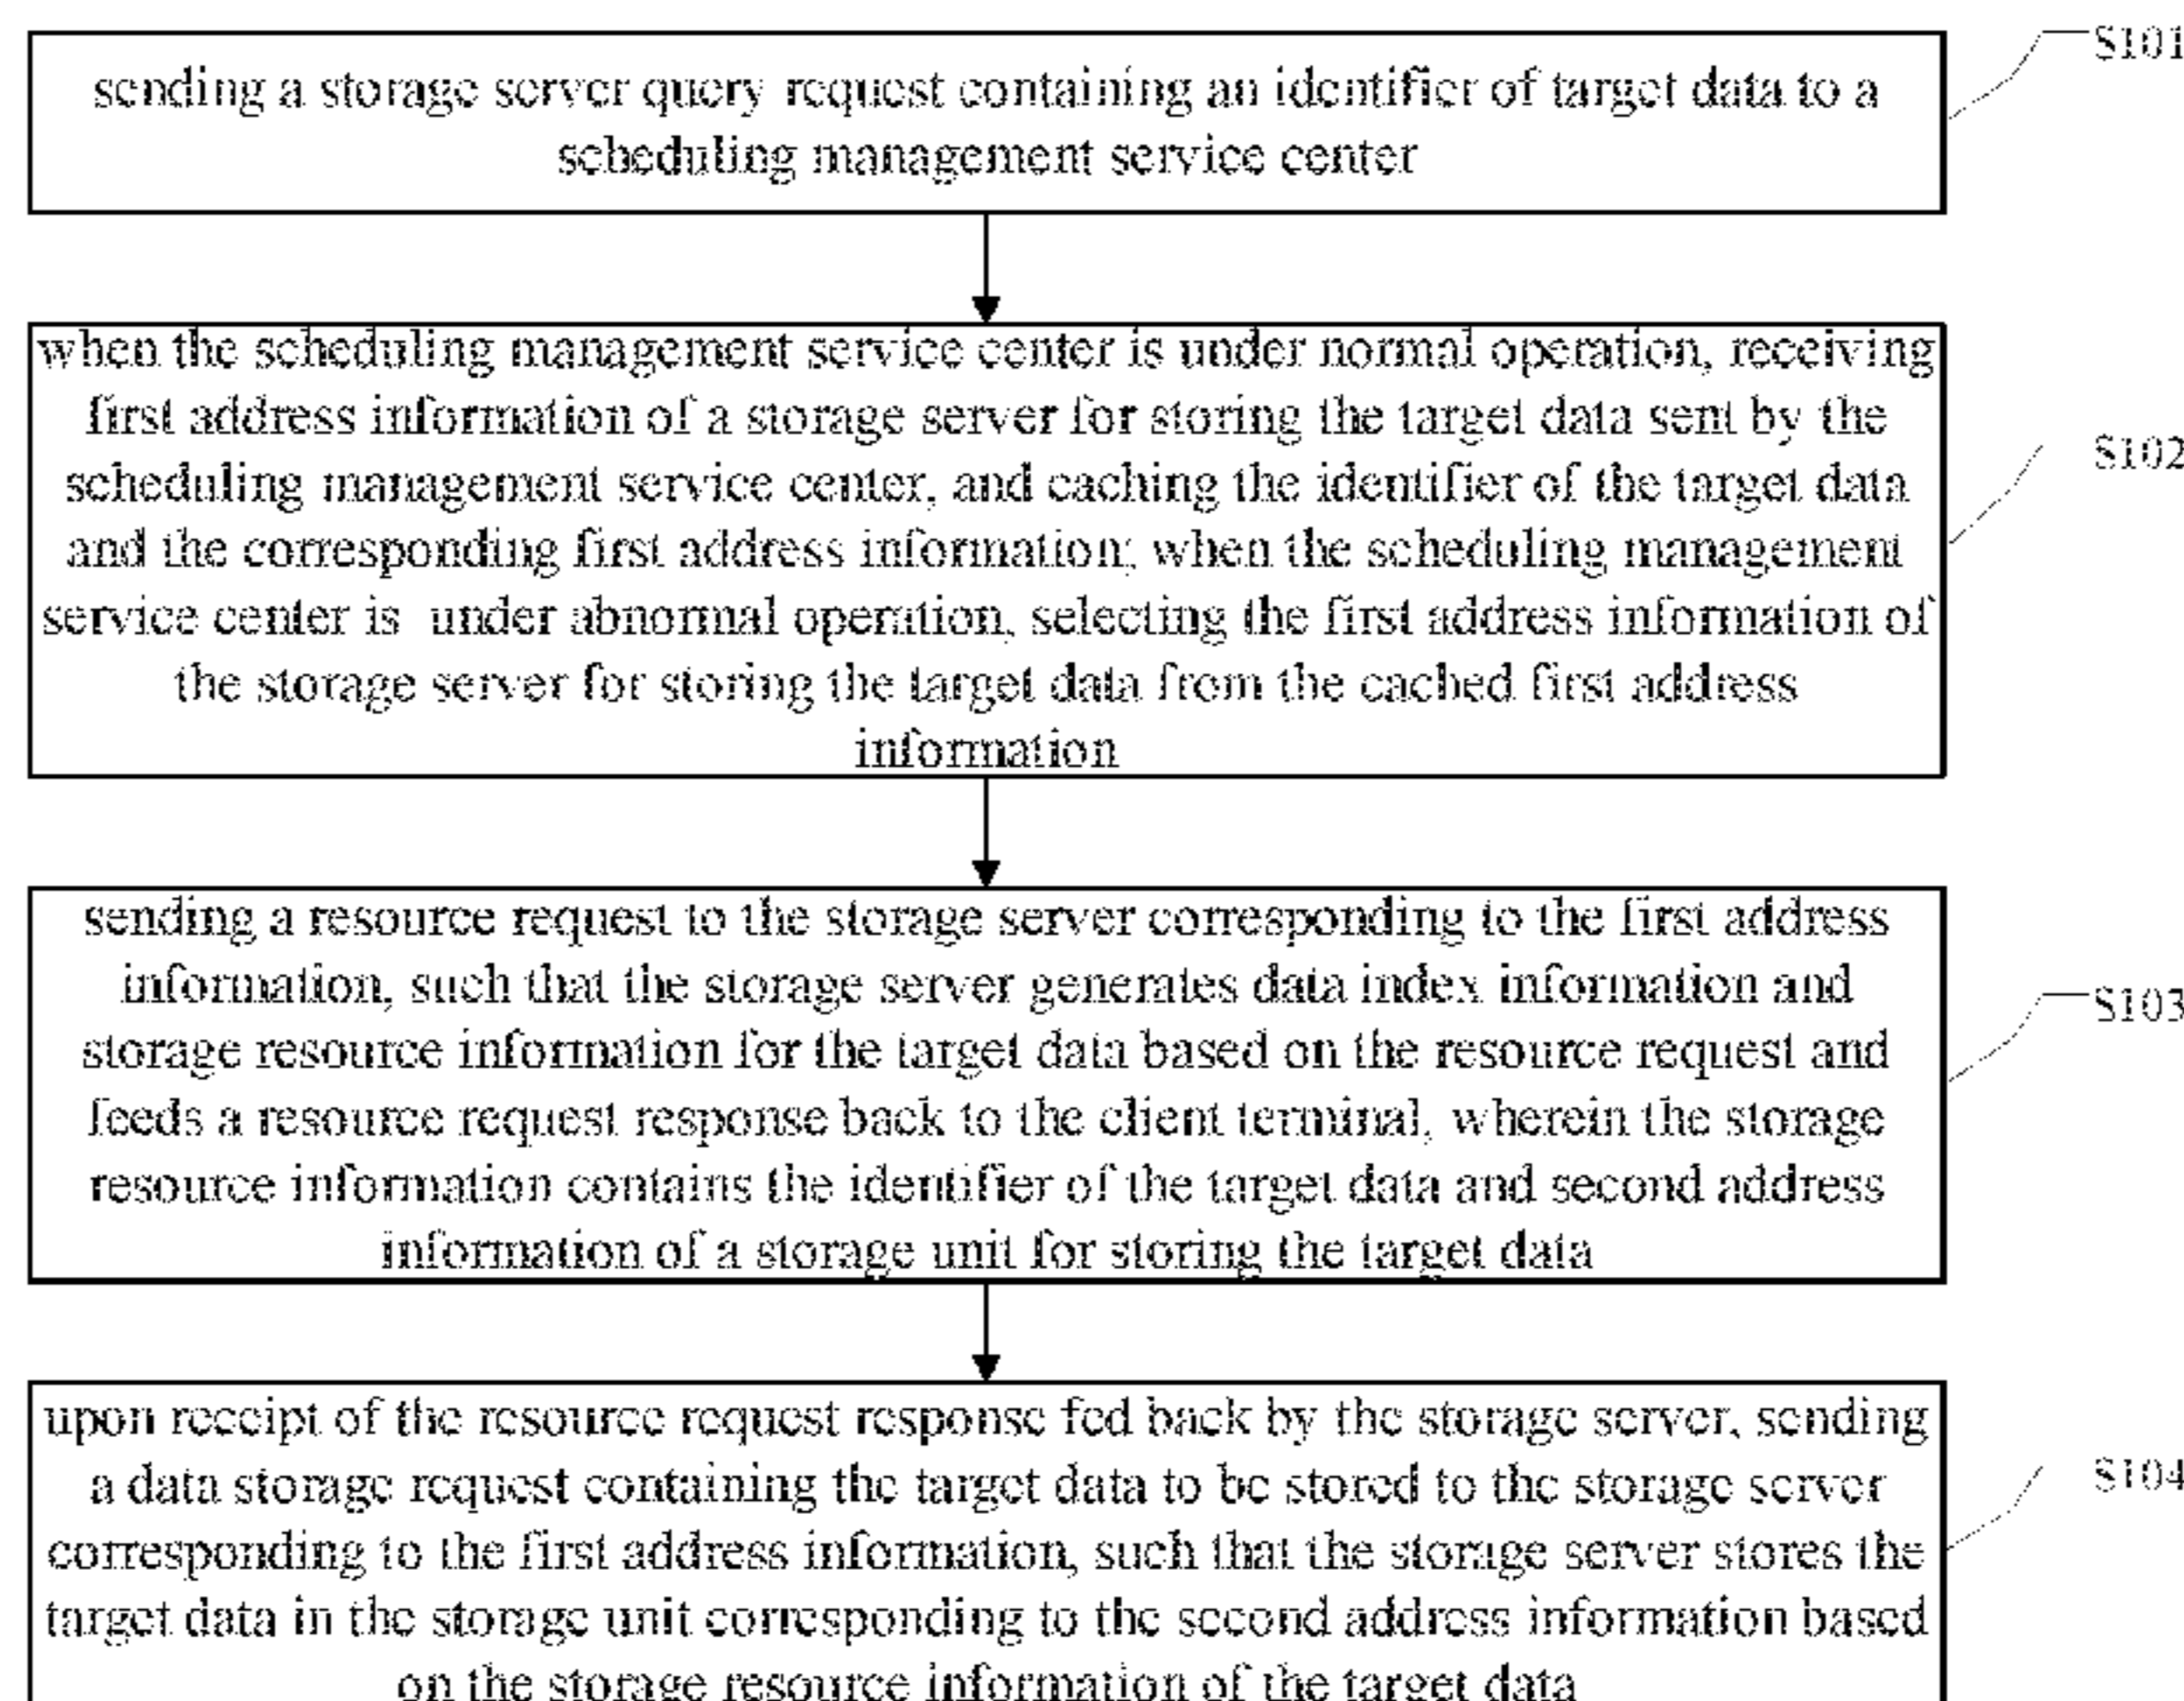 S101
sending a storage server query request containing an identifier of target data to a
scheduling management service center
when the scheduling management service center is under normal operation, receiving
first address information of a storage server for storing the target data sent by the
S102
scheduling management service center, and caching the identifier of the target data
and the corresponding first address information; when the scheduling management
service center is under abnormal operation, selecting the first address information of
the storage server for storing the target data from the cached first address
information
sending a resource request to the storage server corresponding to the first address
information, such that the storage server generates data index information and
S103
storage resource information for the target data based on the resource request and
feeds a resource request response back to the client terminal, wherein the storage
resource information contains the identifier of the target data and second address
information of a storage unit for storing the target data
upon receipt of the resource request response fed back by the storage server, sending
a data storage request containing the target data to be stored to the storage server
S104
corresponding to the first address information, such that the storage server stores the
target data in the storage unit corresponding to the second address information based
on the storage resource information of the target data